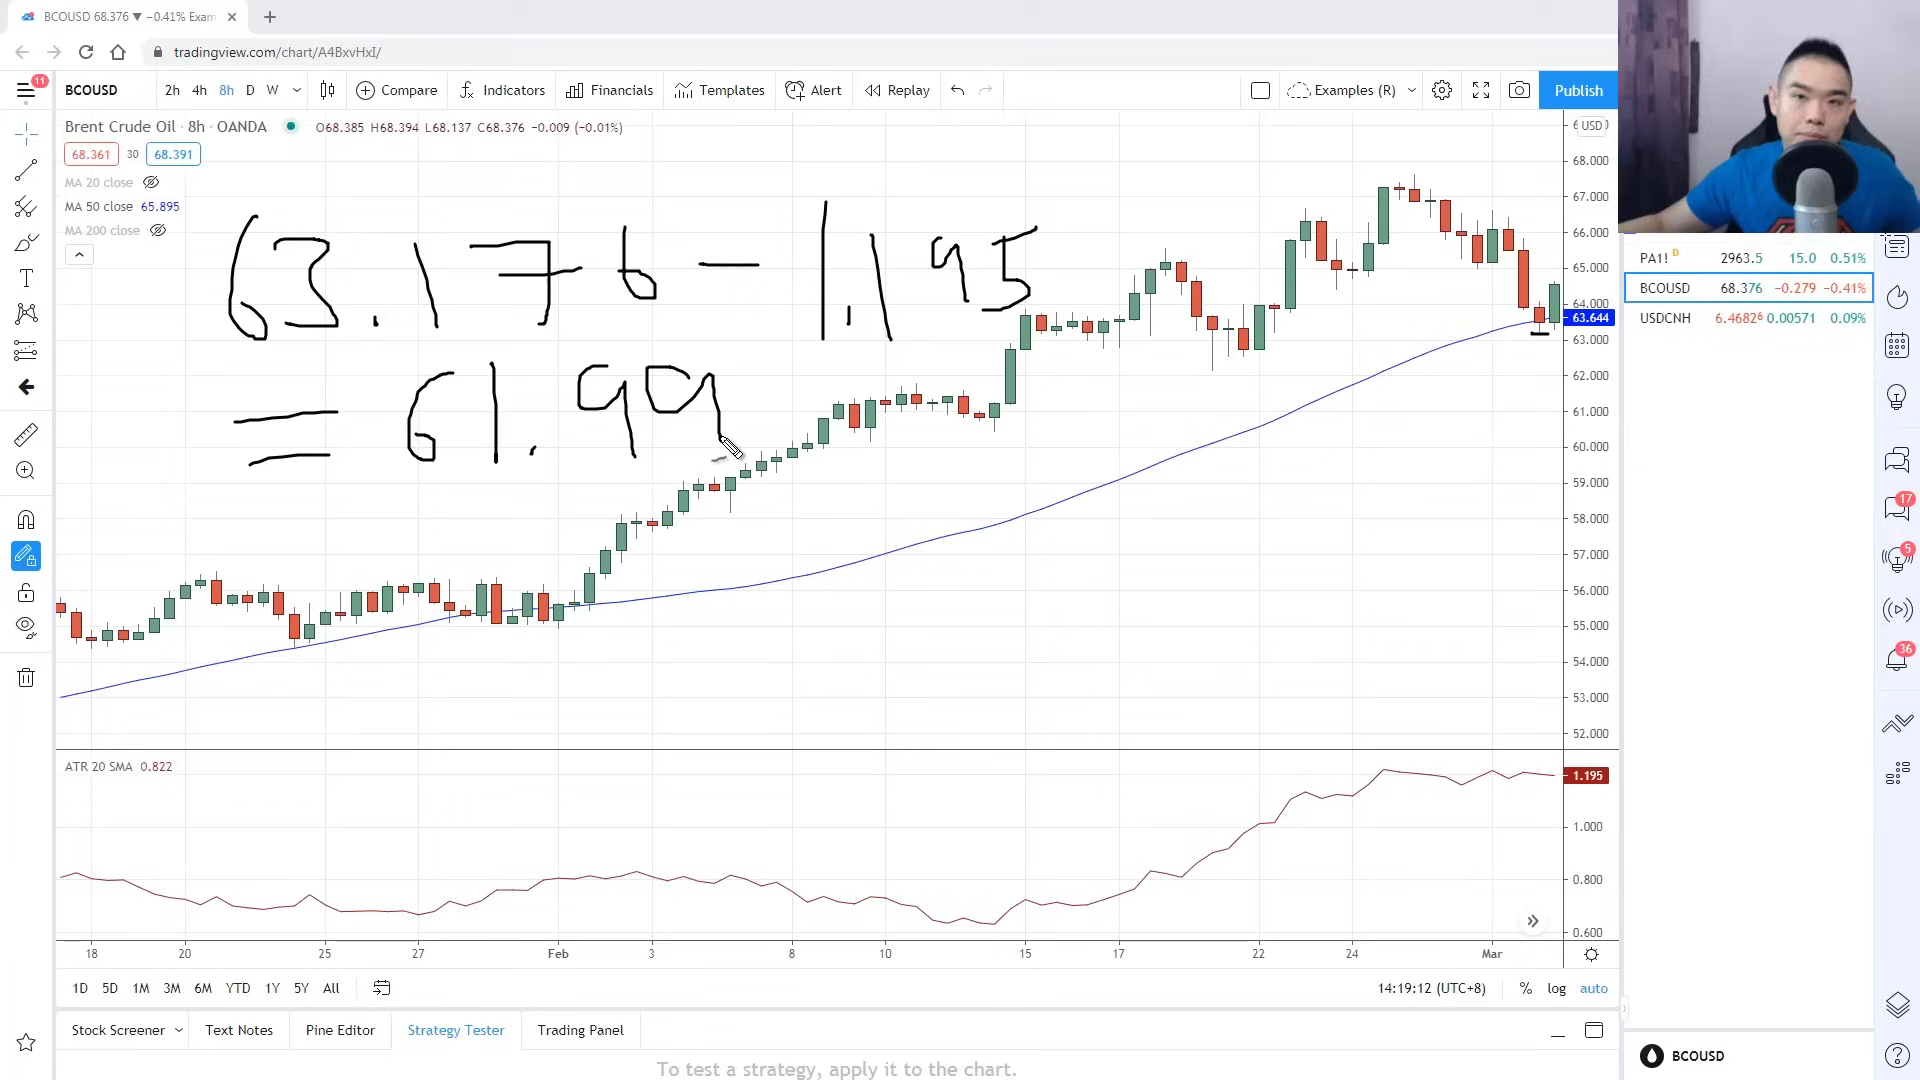 BCOUSD 68.376 ▼ −0.41% Exam
tradingview.com/chart/A4BxvHxI/
11
BCOUSD 2h 4h 8h D W Compare Indicators Financials Templates Alert Replay Examples (R) Publish
Brent Crude Oil · 8h · OANDA O68.385 H68.394 L68.137 C68.376 −0.009 (−0.01%)
USD
68.361 30 68.391
MA 20 close
MA 50 close 65.895
MA 200 close
63.176 - 1.195
= 61.909
68.000
67.000
66.000
65.000
64.000
63.644
63.000
62.000
61.000
60.000
59.000
58.000
57.000
56.000
55.000
54.000
53.000
52.000
ATR 20 SMA 0.822
1.195
1.000
0.800
0.600
18 20 25 27 Feb 3 8 10 15 17 22 24 Mar
1D 5D 1M 3M 6M YTD 1Y 5Y All 14:19:12 (UTC+8) % log auto
Stock Screener Text Notes Pine Editor Strategy Tester Trading Panel
To test a strategy, apply it to the chart.
PA1! D 2963.5 15.0 0.51%
BCOUSD 68.376 −0.279 −0.41%
USDCNH 6.46826 0.00571 0.09%
17
5
36
BCOUSD